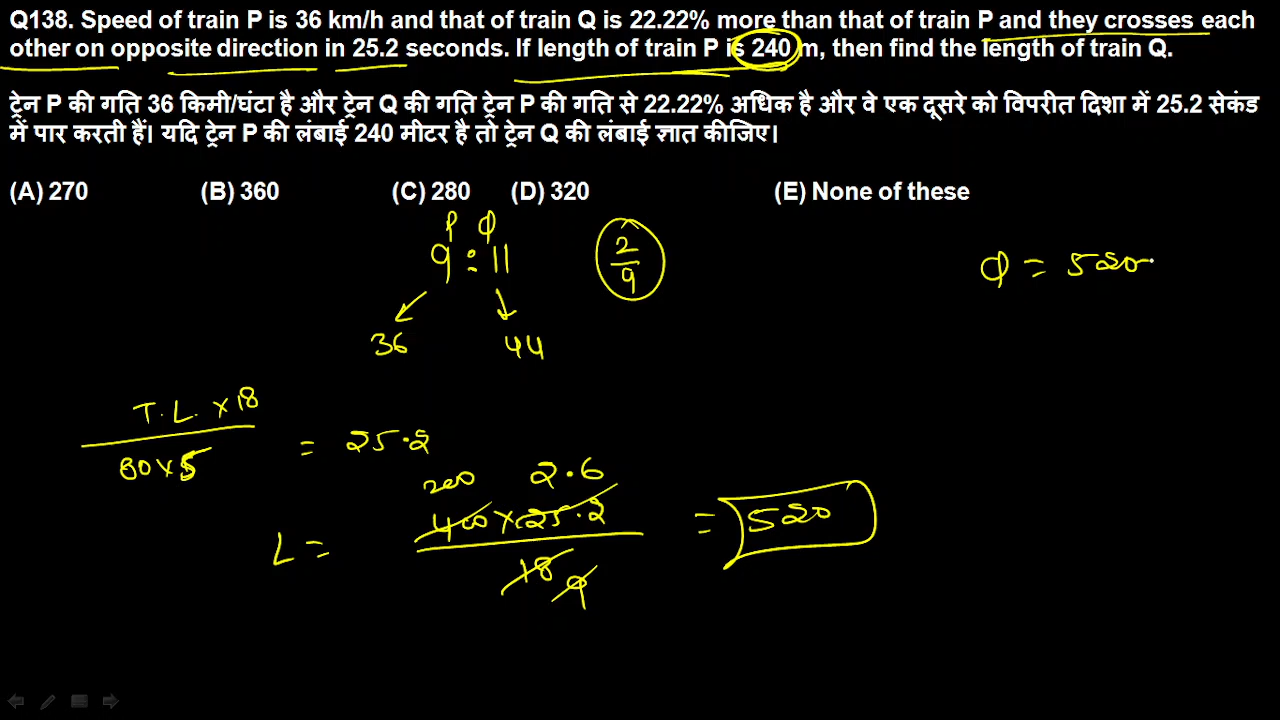 Q138. Speed of train P is 36 km/h and that of train Q is 22.22% more than that of train P and they crosses each
other on opposite direction in 25.2 seconds. If length of train P is 240 m, then find the length of train Q.
ट्रेन P की गति 36 किमी/घंटा है और ट्रेन Q की गति ट्रेन P की गति से 22.22% अधिक है और वे एक दूसरे को विपरीत दिशा में 25.2 सेकंड
में पार करती हैं। यदि ट्रेन P की लंबाई 240 मीटर है तो ट्रेन Q की लंबाई ज्ञात कीजिए।
(A) 270 (B) 360 (C) 280 (D) 320 (E) None of these
P Q
9 : 11
2/9
Q = 520
36 44
T.L. × 18
80 × 5
= 25.2
200 2.6
L = 400 × 25.2 = 520
18 9